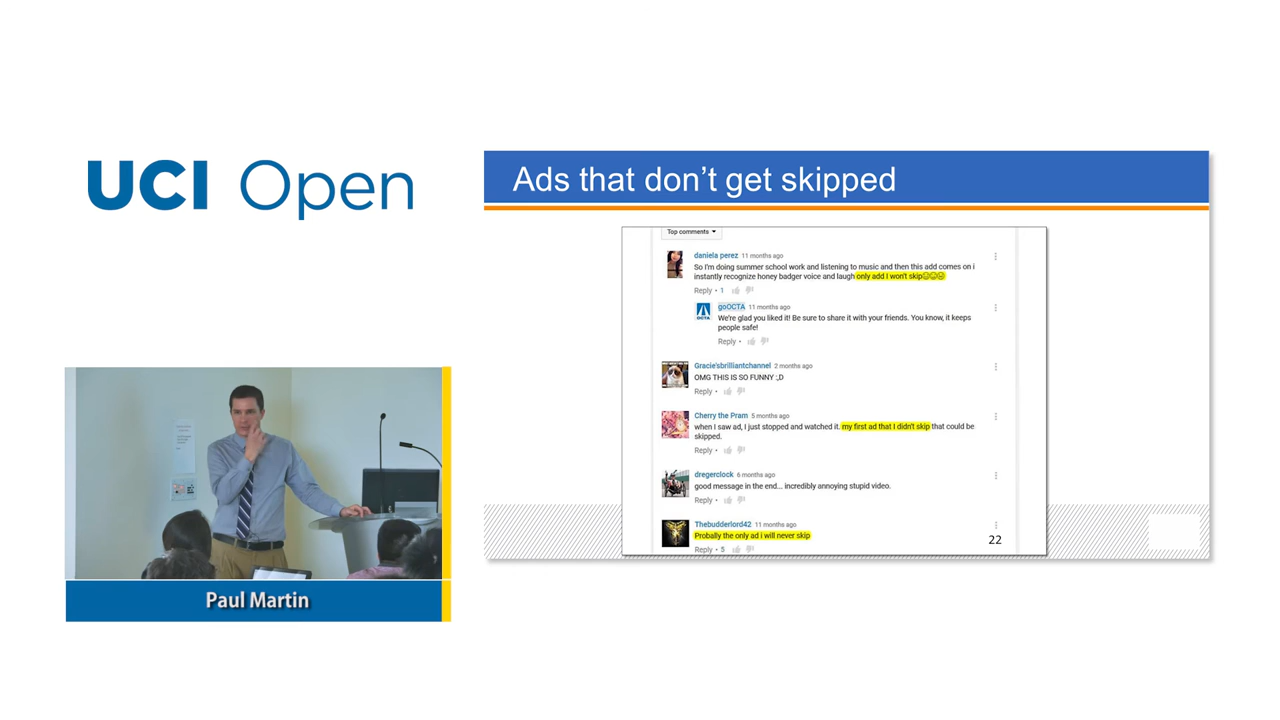 UCI Open
Ads that don't get skipped
Top comments
daniela perez 11 months ago
So I'm doing summer school work and listening to music and then this add comes on i
instantly recognize honey badger voice and laugh only add I won't skip😆😆😆
Reply • 1
OCTA
goOCTA 11 months ago
We're glad you liked it! Be sure to share it with your friends. You know, it keeps
people safe!
Reply •
Gracie'sbrilliantchannel 2 months ago
OMG THIS IS SO FUNNY :,D
Reply •
Cherry the Pram 5 months ago
when I saw ad, I just stopped and watched it. my first ad that I didn't skip that could be
skipped.
Reply •
dregerclock 6 months ago
good message in the end... incredibly annoying stupid video.
Reply •
Thebudderlord42 11 months ago
Probally the only ad i will never skip
Reply • 5
22
Paul Martin